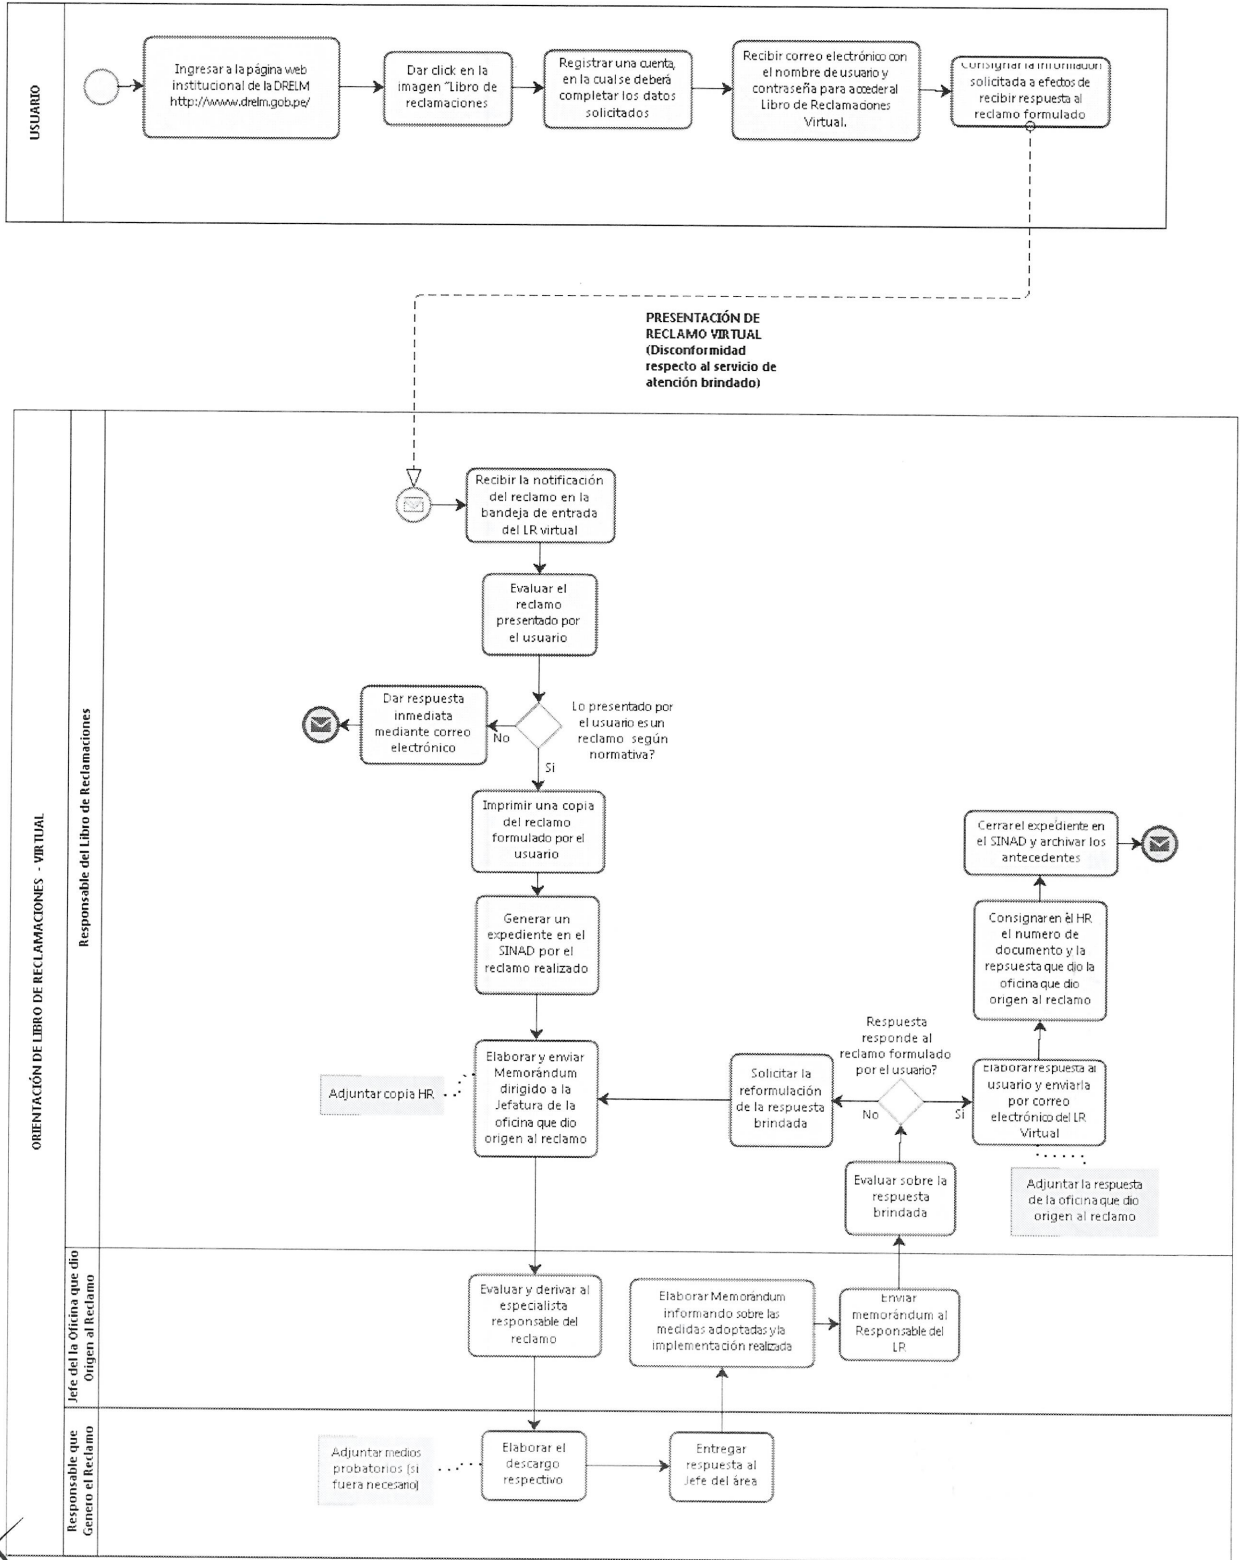 USUARIO
Ingresar a la página web
institucional de la DRELM
http://www.drelm.gob.pe/
Dar click en la
imagen "Libro de
reclamaciones
Registrar una cuenta,
en la cual se deberá
completar los datos
solicitados
Recibir correo electrónico con
el nombre de usuario y
contraseña para acceder al
Libro de Reclamaciones
Virtual.
Consignar la información
solicitada a efectos de
recibir respuesta al
reclamo formulado
PRESENTACIÓN DE
RECLAMO VIRTUAL
(Disconformidad
respecto al servicio de
atención brindado)
ORIENTACIÓN DE LIBRO DE RECLAMACIONES - VIRTUAL
Responsable del Libro de Reclamaciones
Recibir la notificación
del reclamo en la
bandeja de entrada
del LR virtual
Evaluar el
reclamo
presentado por
el usuario
Lo presentado por
el usuario es un
reclamo según
normativa?
No
Si
Dar respuesta
inmediata
mediante correo
electrónico
Imprimir una copia
del reclamo
formulado por el
usuario
Generar un
expediente en el
SINAD por el
reclamo realizado
Elaborar y enviar
Memorándum
dirigido a la
Jefatura de la
oficina que dio
origen al reclamo
Adjuntar copia HR
Solicitar la
reformulación
de la respuesta
brindada
Respuesta
responde al
reclamo formulado
por el usuario?
No
Si
Elaborar respuesta al
usuario y enviarla
por correo
electrónico del LR
Virtual
Adjuntar la respuesta
de la oficina que dio
origen al reclamo
Consignar en èl HR
el numero de
documento y la
repsuesta que dio la
oficina que dio
origen al reclamo
Cerrar el expediente en
el SINAD y archivar los
antecedentes
Evaluar sobre la
respuesta
brindada
Jefe del la Oficina que dio
Origen al Reclamo
Evaluar y derivar al
especialista
responsable del
reclamo
Elaborar Memorándum
informando sobre las
medidas adoptadas y la
implementación realizada
Enviar
memorándum al
Responsable del
LR
Responsable que
Genero el Reclamo
Adjuntar medios
probatorios (si
fuera necesario)
Elaborar el
descargo
respectivo
Entregar
respuesta al
Jefe del área